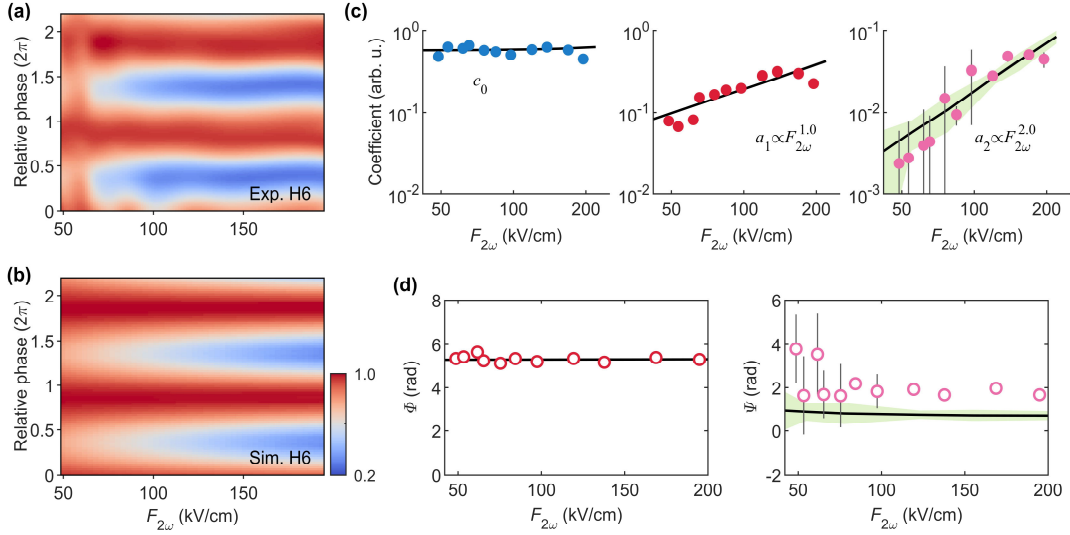 (a)
Relative phase (2π)
2
1.5
1
0.5
0
Exp. H6
50
100
150
F2ω (kV/cm)
(b)
Relative phase (2π)
2
1.5
1
0.5
0
Sim. H6
50
100
150
F2ω (kV/cm)
1.0
0.2
(c)
Coefficient (arb. u.)
10^0
10^-1
10^-2
c0
50
100
200
F2ω (kV/cm)
10^0
10^-1
10^-2
a1∝F2ω^1.0
50
100
200
F2ω (kV/cm)
10^-1
10^-2
10^-3
a2∝F2ω^2.0
50
100
200
F2ω (kV/cm)
(d)
Φ (rad)
8
6
4
2
0
50
100
150
200
F2ω (kV/cm)
Ψ (rad)
6
4
2
0
-2
50
100
150
200
F2ω (kV/cm)